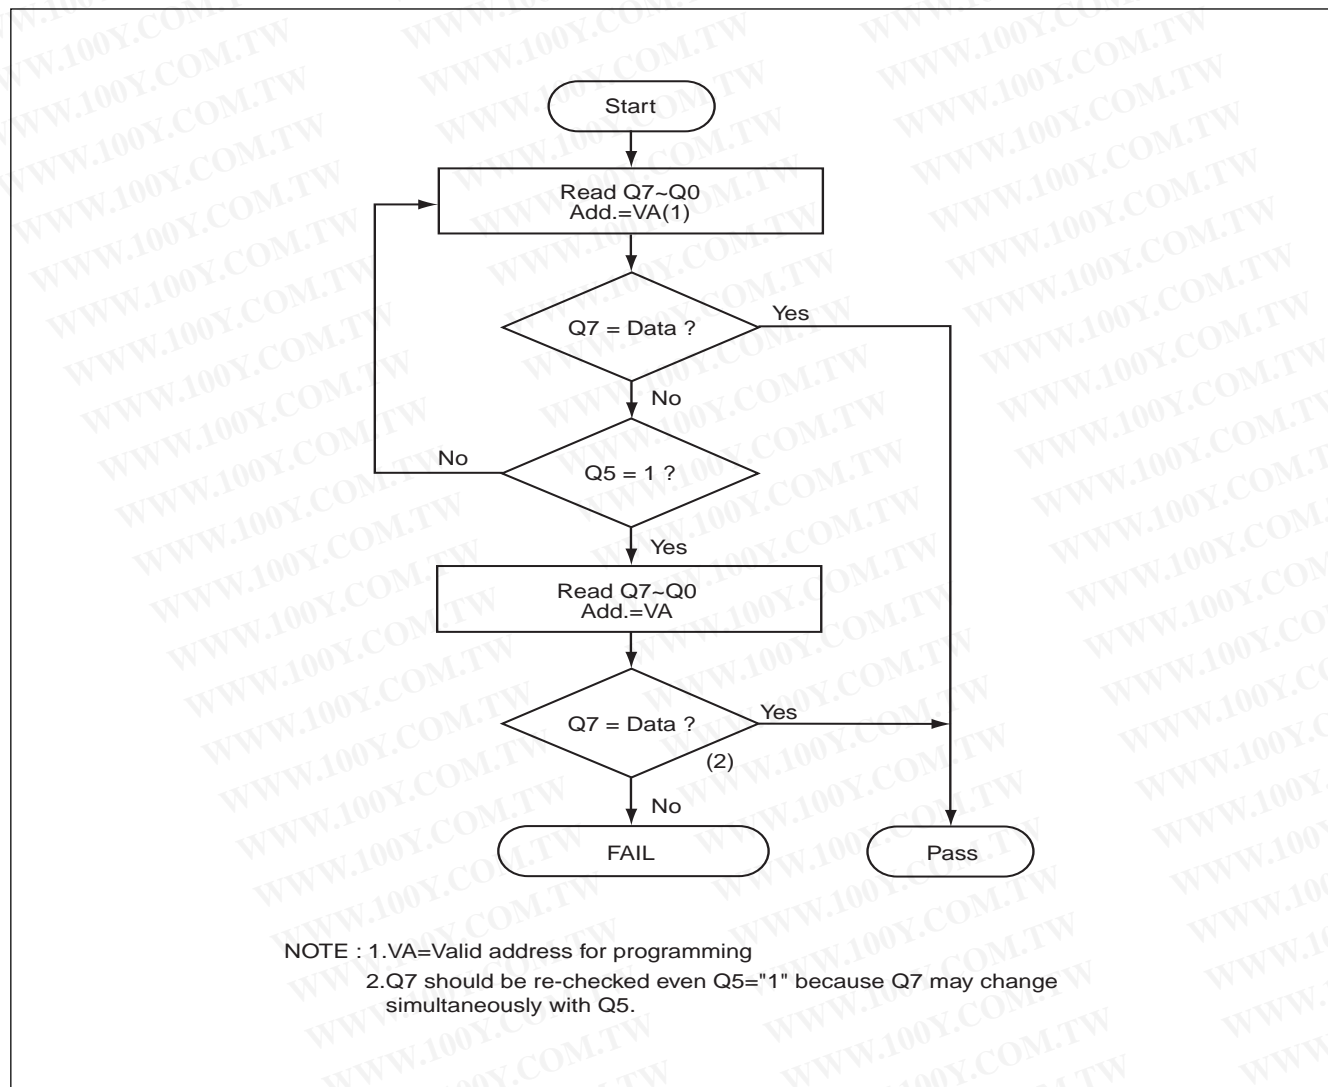 Start
Read Q7~Q0
Add.=VA(1)
Q7 = Data ?
Yes
No
Q5 = 1 ?
No
Yes
Read Q7~Q0
Add.=VA
Q7 = Data ?
Yes
(2)
No
FAIL
Pass
NOTE : 1.VA=Valid address for programming
2.Q7 should be re-checked even Q5="1" because Q7 may change
simultaneously with Q5.
WWW.100Y.COM.TW